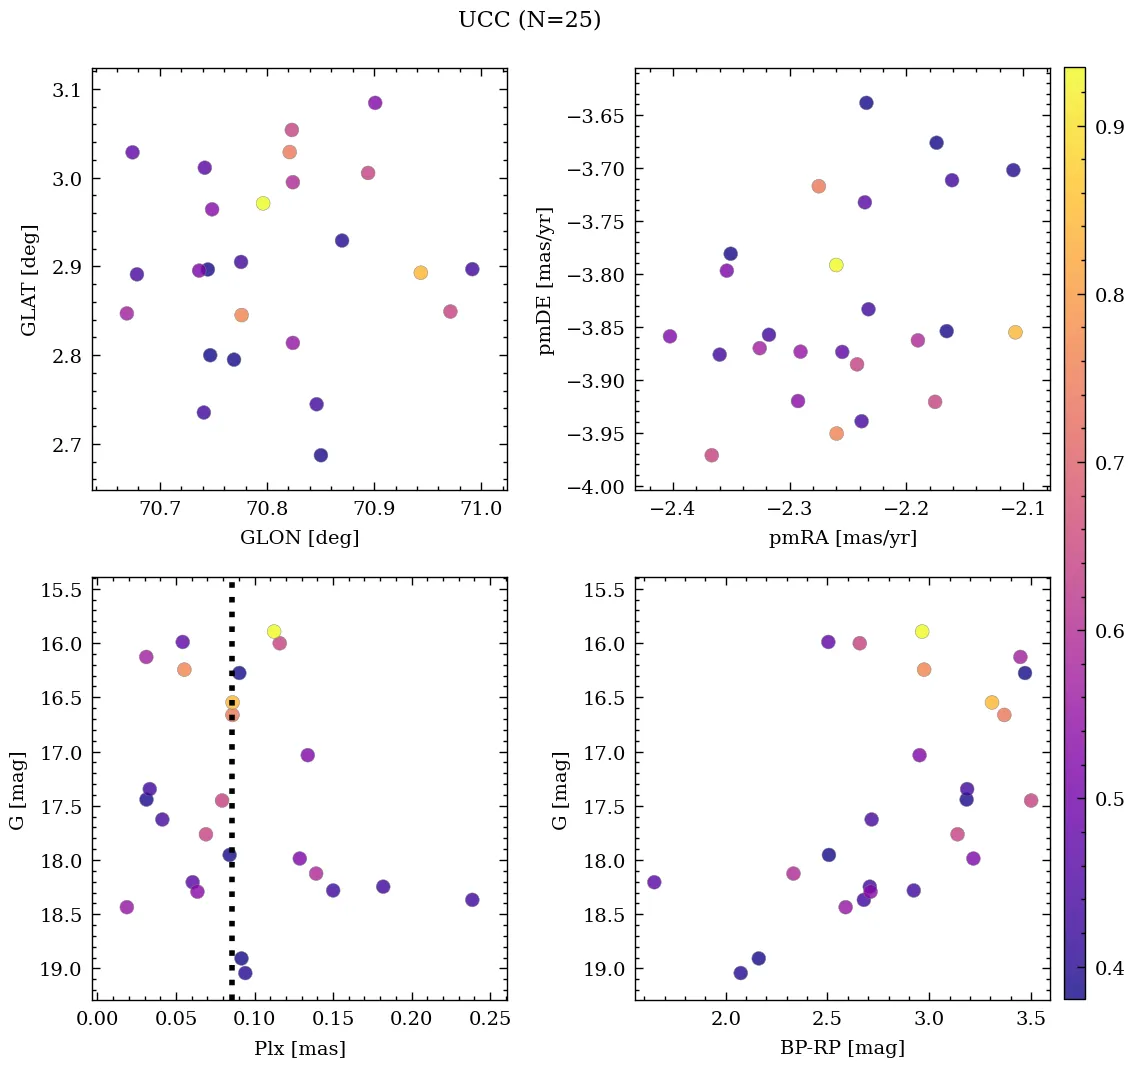 UCC (N=25)
3.1
3.0
2.9
2.8
2.7
GLAT [deg]
70.7 70.8 70.9 71.0
GLON [deg]
−3.65
−3.70
−3.75
−3.80
−3.85
−3.90
−3.95
−4.00
pmDE [mas/yr]
−2.4 −2.3 −2.2 −2.1
pmRA [mas/yr]
15.5
16.0
16.5
17.0
17.5
18.0
18.5
19.0
G [mag]
0.00 0.05 0.10 0.15 0.20 0.25
Plx [mas]
15.5
16.0
16.5
17.0
17.5
18.0
18.5
19.0
G [mag]
2.0 2.5 3.0 3.5
BP-RP [mag]
0.9
0.8
0.7
0.6
0.5
0.4